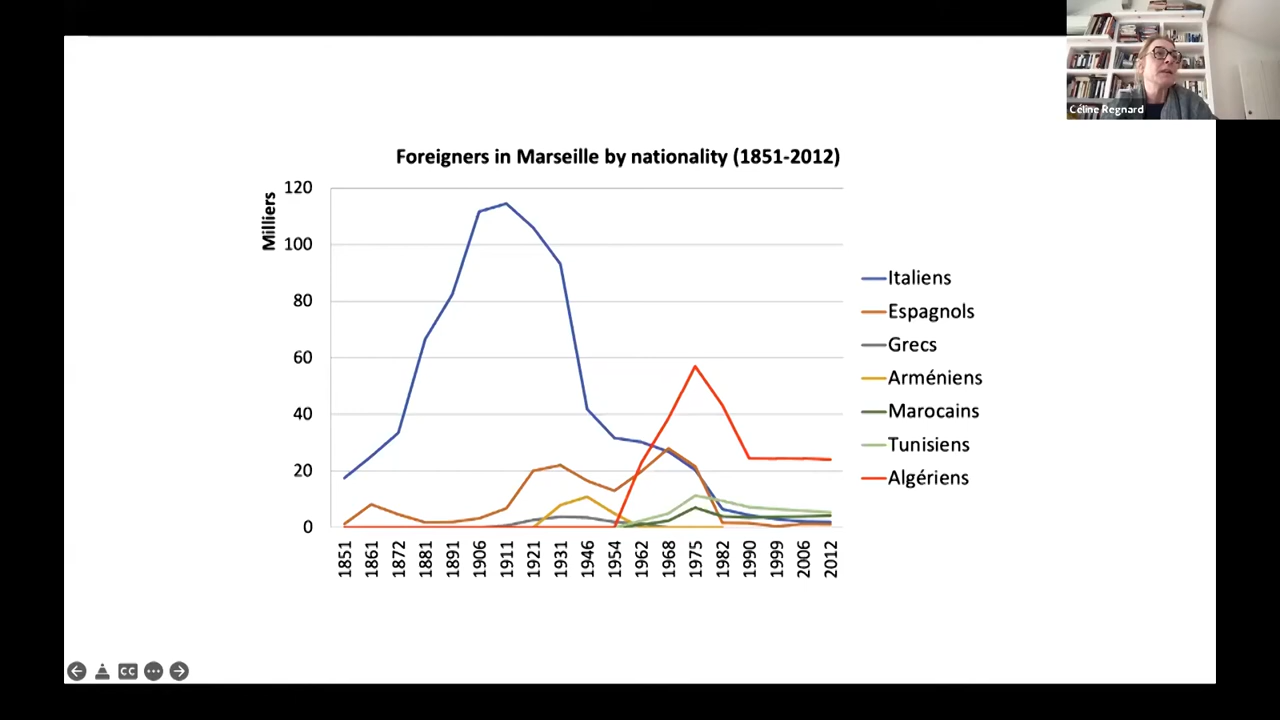 Céline Regnard
Foreigners in Marseille by nationality (1851-2012)
Milliers
120
100
80
60
40
20
0
1851
1861
1872
1881
1891
1906
1911
1921
1931
1946
1954
1962
1968
1975
1982
1990
1999
2006
2012
Italiens
Espagnols
Grecs
Arméniens
Marocains
Tunisiens
Algériens
CC